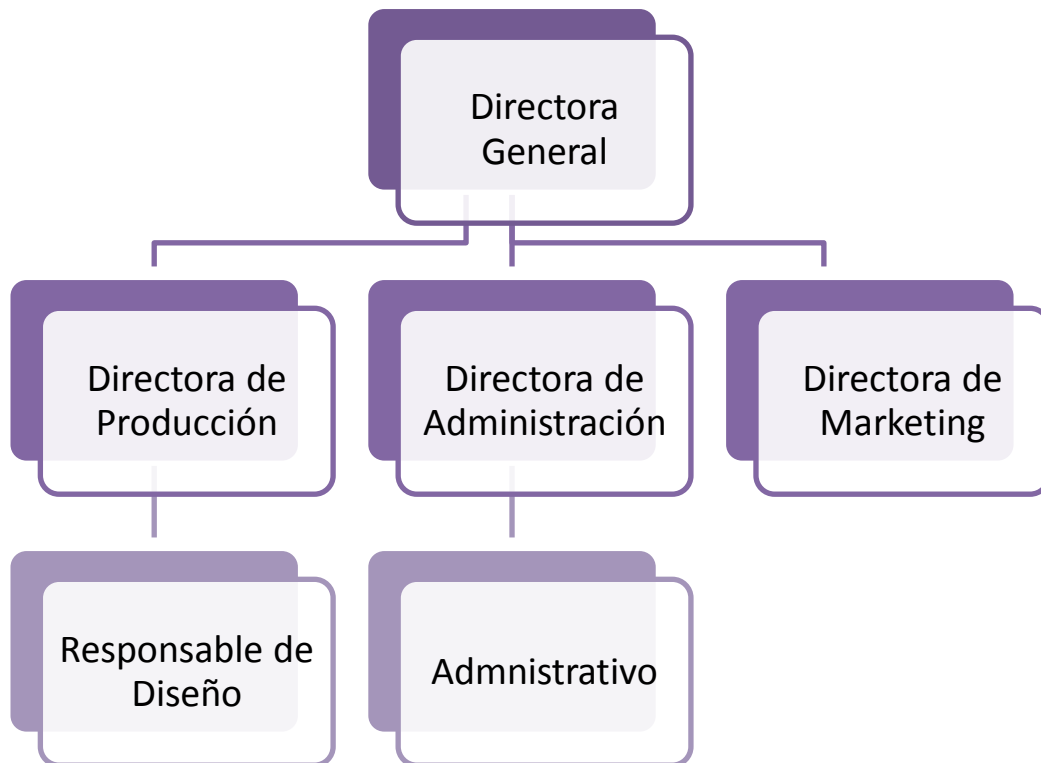 Directora
General
Directora de
Producción
Directora de
Administración
Directora de
Marketing
Responsable de
Diseño
Admnistrativo